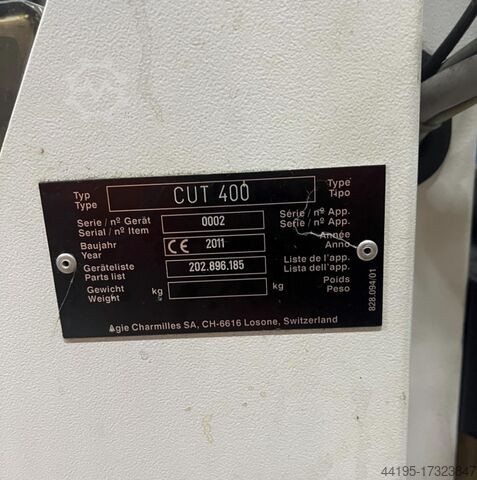 Typ
Type CUT 400 Type
Tipo
Serie / nº Gerät
Serial / nº Item 0002 Série / nº App.
Serie / nº App.
Baujahr
Year CE 2011 Année
Anno
Geräteliste
Parts list 202.896.185 Liste de l'app.
Lista dell'app.
Gewicht
Weight kg kg Poids
Peso
828.094/01
Agie Charmilles SA, CH-6616 Losone, Switzerland
44195-17323847